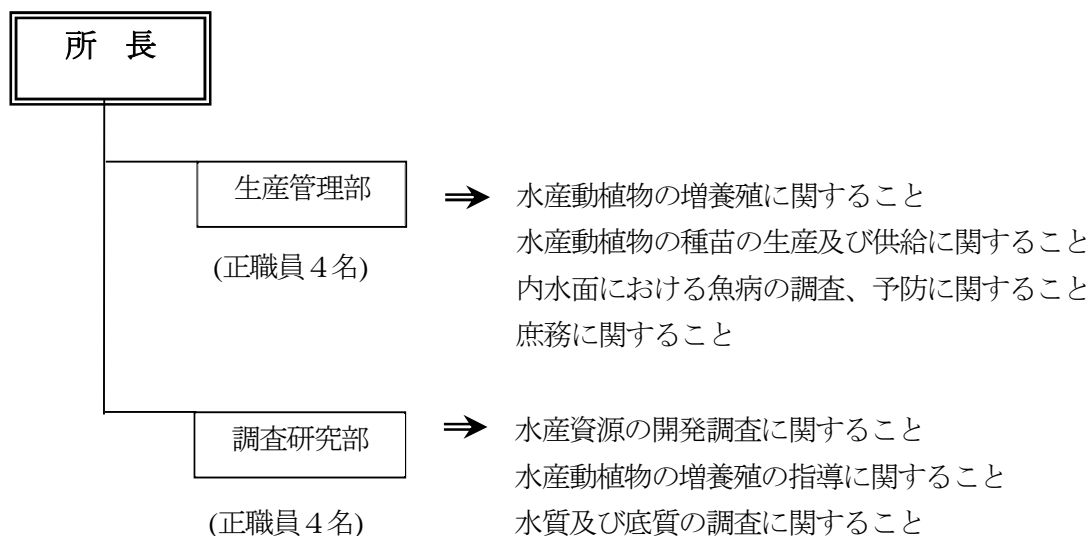 所 長
生産管理部
(正職員４名)
⇒ 水産動植物の増養殖に関すること
水産動植物の種苗の生産及び供給に関すること
内水面における魚病の調査、予防に関すること
庶務に関すること
調査研究部
(正職員４名)
⇒ 水産資源の開発調査に関すること
水産動植物の増養殖の指導に関すること
水質及び底質の調査に関すること